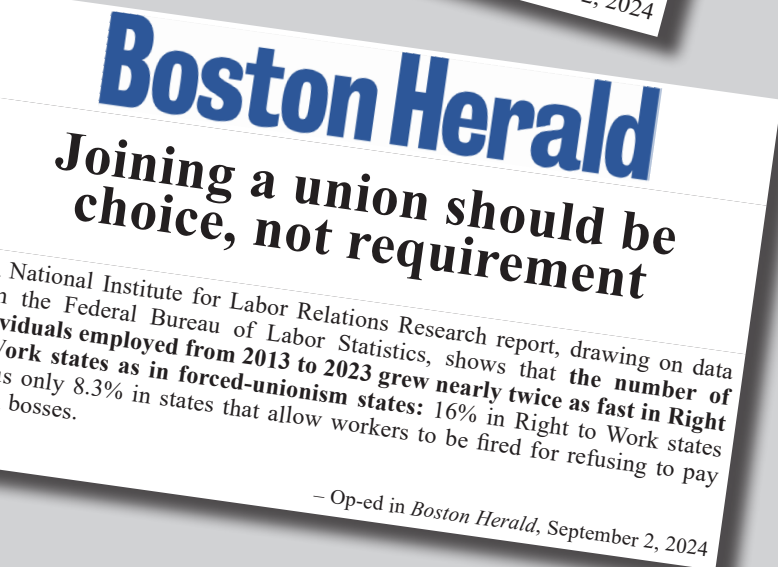 2, 2024
Boston Herald
Joining a union should be
choice, not requirement
National Institute for Labor Relations Research report, drawing on data
the Federal Bureau of Labor Statistics, shows that the number of
employed from 2013 to 2023 grew nearly twice as fast in Right
Work states as in forced-unionism states: 16% in Right to Work states
only 8.3% in states that allow workers to be fired for refusing to pay
bosses.
– Op-ed in Boston Herald, September 2, 2024